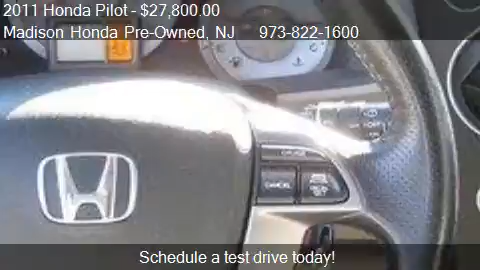 2011 Honda Pilot - $27,800.00
Madison Honda Pre-Owned, NJ 973-822-1600
CRUISE
CANCEL
Schedule a test drive today!